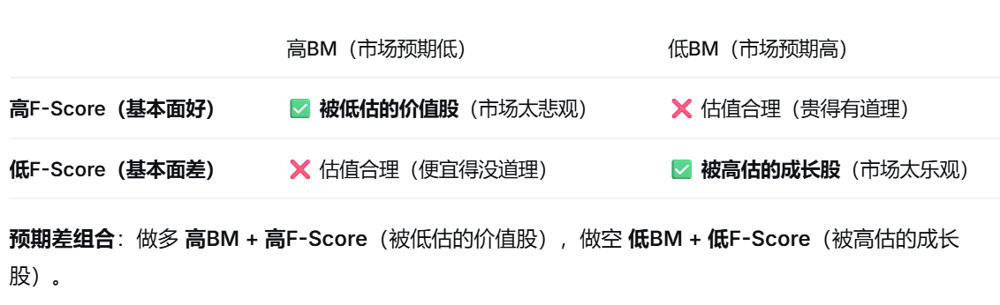 高BM（市场预期低） 低BM（市场预期高）
高F-Score（基本面好） ✅ 被低估的价值股（市场太悲观） ❌ 估值合理（贵得有道理）
低F-Score（基本面差） ❌ 估值合理（便宜得没道理） ✅ 被高估的成长股（市场太乐观）
预期差组合：做多 高BM + 高F-Score（被低估的价值股），做空 低BM + 低F-Score（被高估的成长
股）。